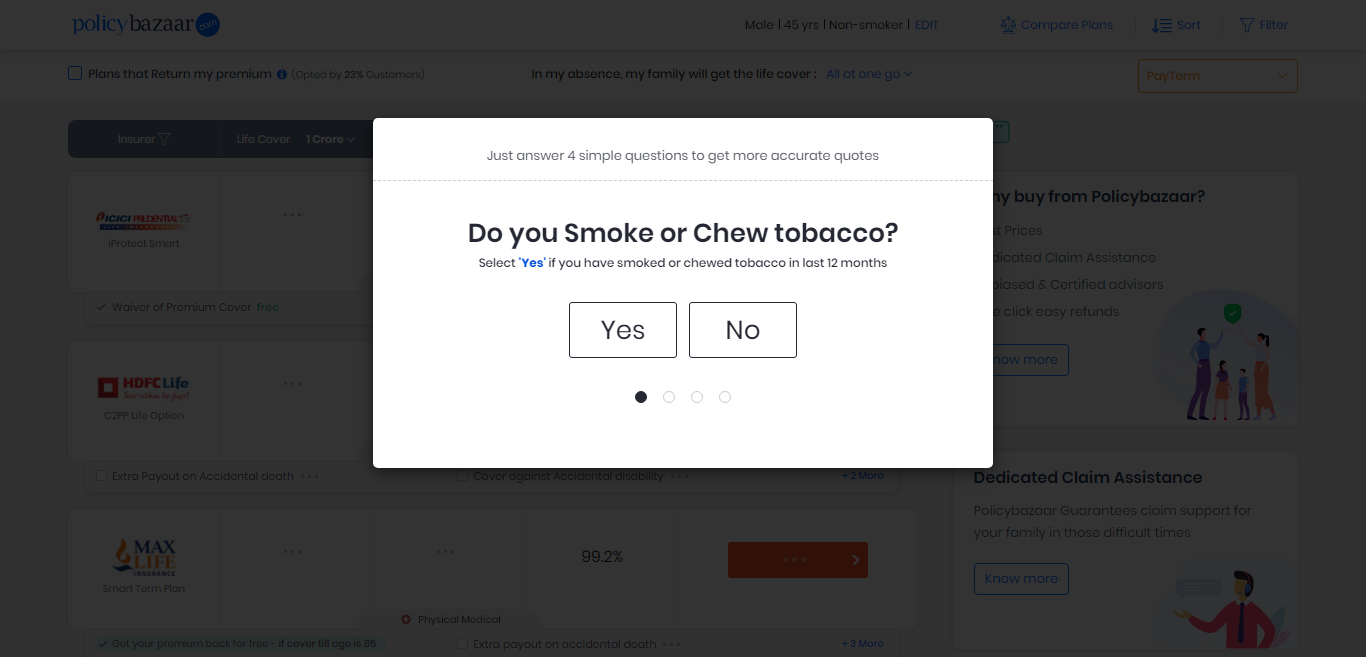 policybazaar.com
Male | 45 yrs | Non-smoker | EDIT
Compare Plans
Sort
Filter
Plans that Return my premium (Opted by 23% Customers)
In my absence, my family will get the life cover : All at one go
PayTerm
Insurer
Life Cover 1 Crore
Just answer 4 simple questions to get more accurate quotes
Do you Smoke or Chew tobacco?
Select 'Yes' if you have smoked or chewed tobacco in last 12 months
Yes
No
ICICI PRUDENTIAL
iProtect Smart
Waiver of Premium Cover free
HDFC Life
Sar utha ke jiyo!
C2PP Life Option
Extra Payout on Accidental death
Cover against Accidental disability
+ 2 More
MAX
LIFE
INSURANCE
Smart Term Plan
99.2%
Physical Medical
Get your premium back for free - if cover till age is 85
Extra payout on accidental death
+ 3 More
hy buy from Policybazaar?
st Prices
dicated Claim Assistance
biased & Certified advisors
e click easy refunds
now more
Dedicated Claim Assistance
Policybazaar Guarantees claim support for
your family in those difficult times
Know more